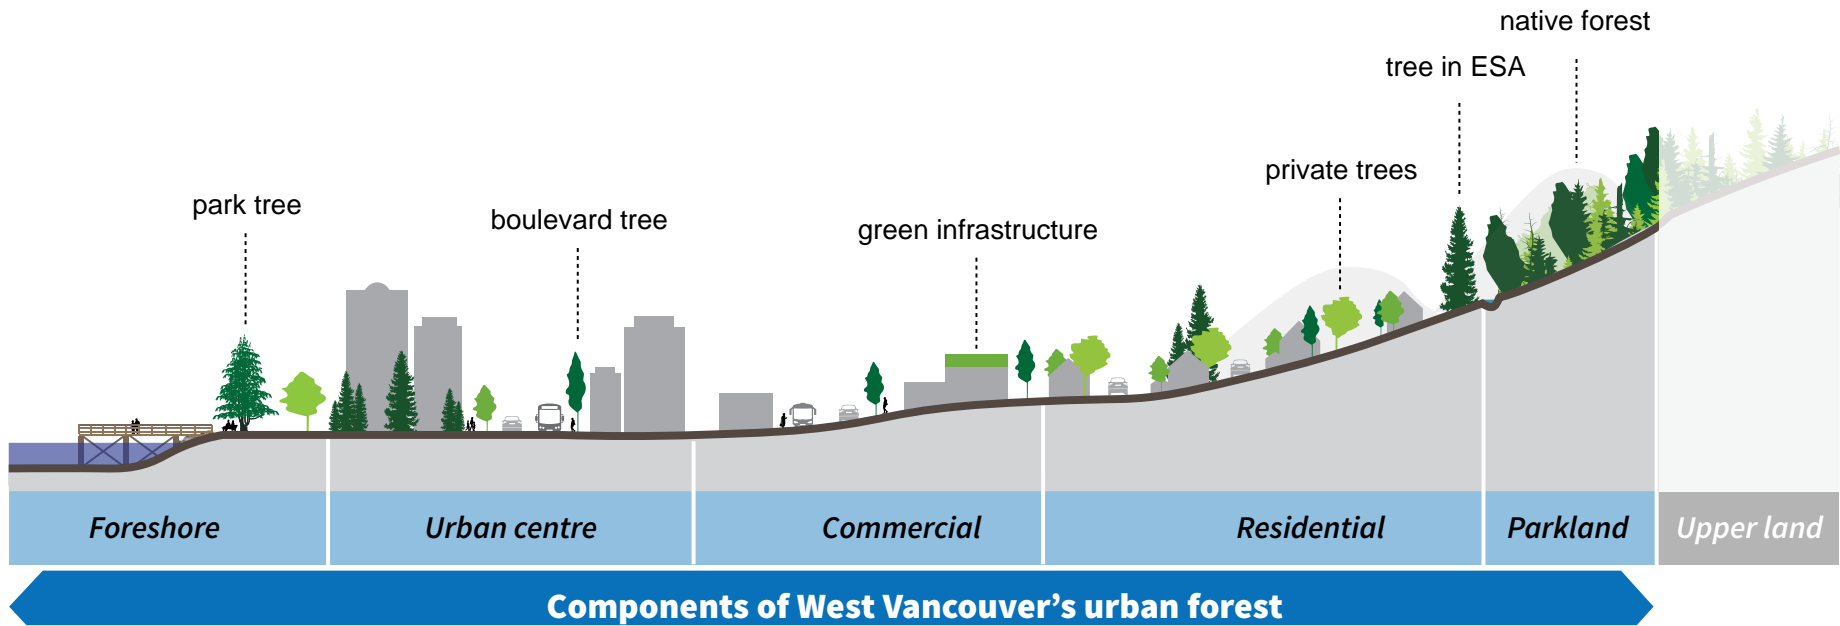 native forest
tree in ESA
private trees
park tree
boulevard tree
green infrastructure
Foreshore
Urban centre
Commercial
Residential
Parkland
Upper land
Components of West Vancouver’s urban forest